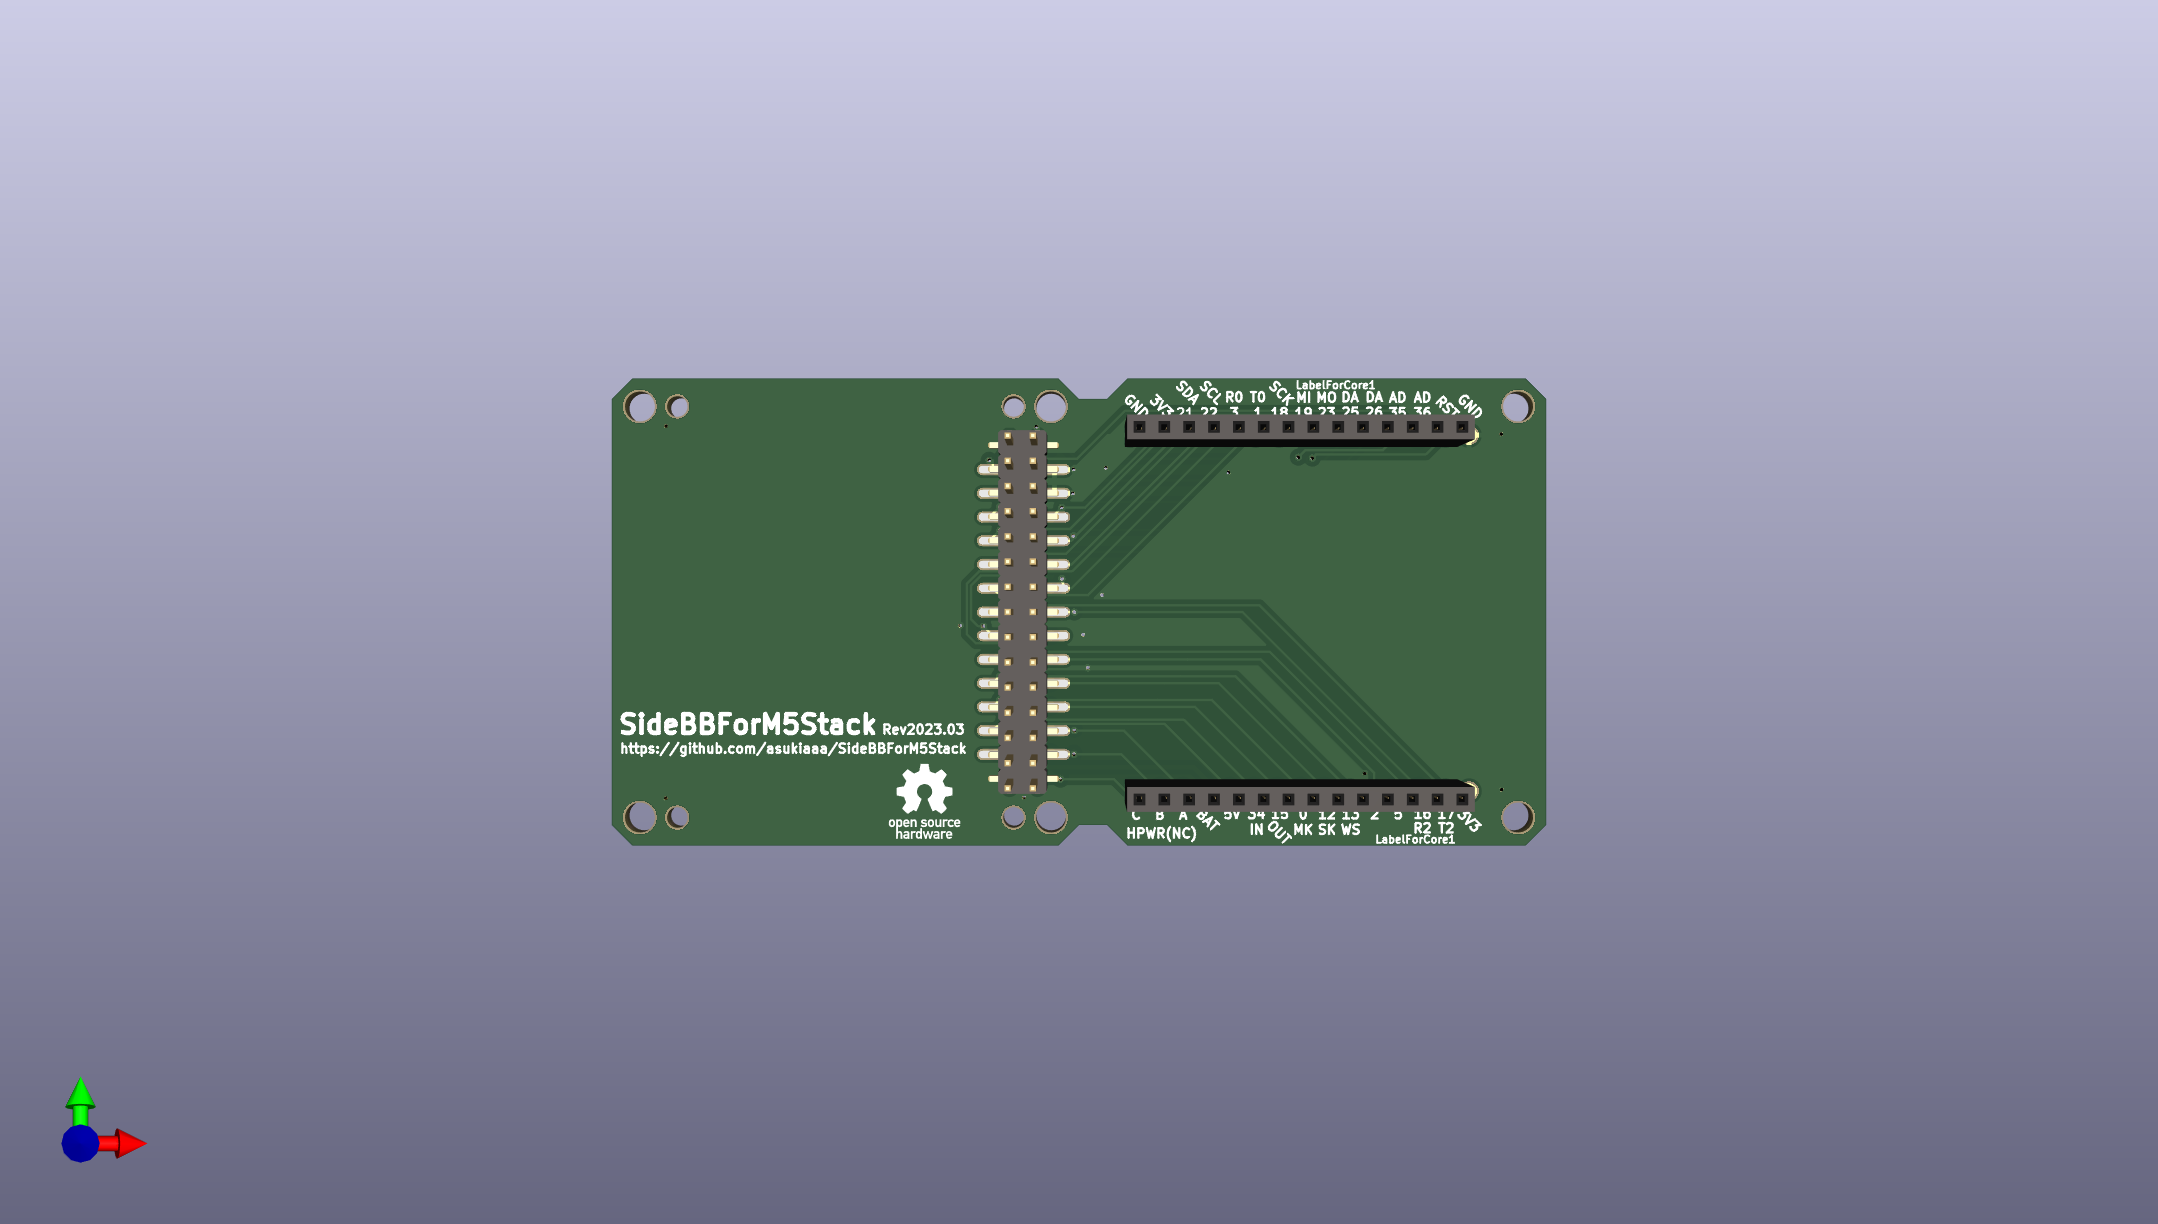 LabelForCore1
SDA SCL R0 T0 SCK MI MO DA DA AD AD
GND 3V3 21 22 3 1 18 19 23 25 26 35 36 RST GND
SideBBForM5Stack Rev2023.03
https://github.com/asukiaaa/SideBBForM5Stack
open source
hardware
C B A BAT 5V 34 15 0 12 13 2 5 16 17 3V3
HPWR(NC) IN OUT MK SK WS R2 T2
LabelForCore1